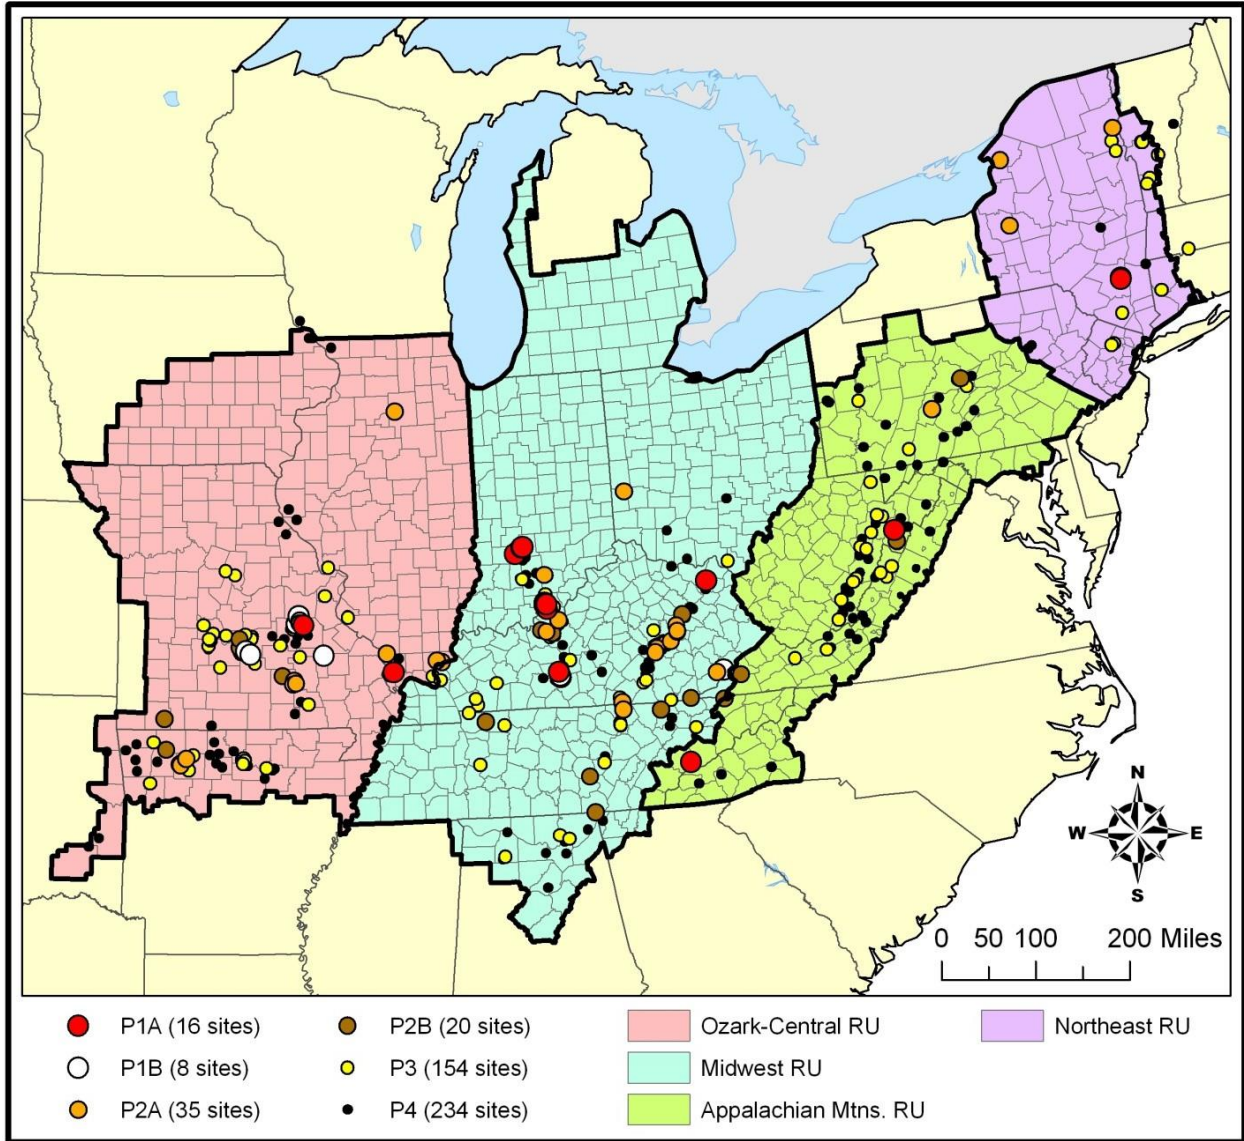 N
W E
S
0 50 100 200 Miles
P1A (16 sites) P2B (20 sites) Ozark-Central RU Northeast RU
P1B (8 sites) P3 (154 sites) Midwest RU
P2A (35 sites) P4 (234 sites) Appalachian Mtns. RU